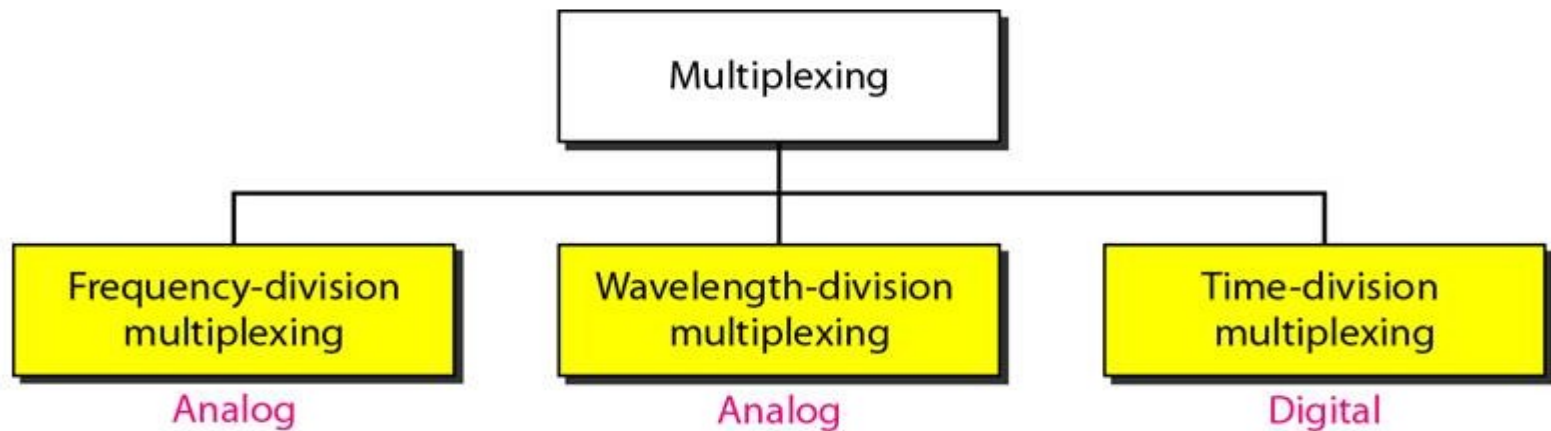 Multiplexing
Frequency-division
multiplexing
Wavelength-division
multiplexing
Time-division
multiplexing
Analog
Analog
Digital